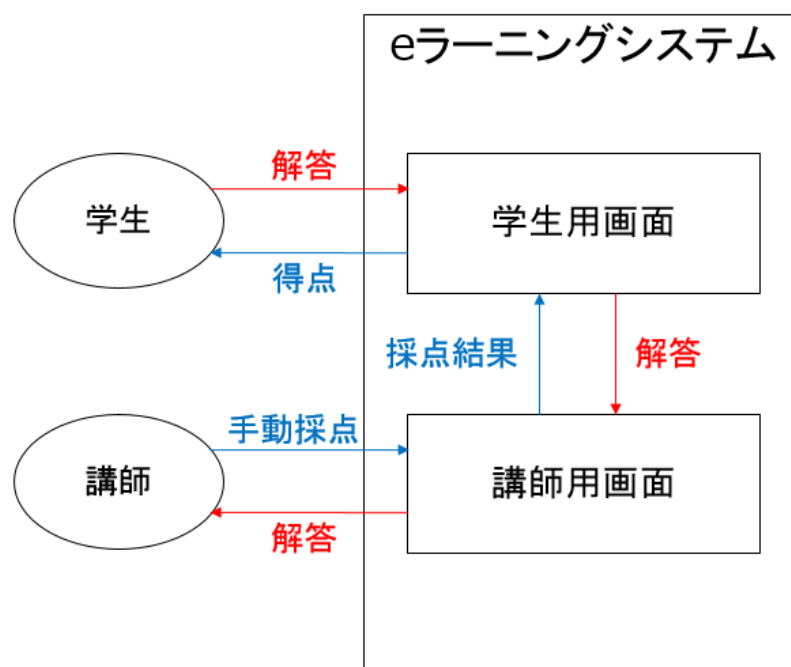 eラーニングシステム
解答
学生
学生用画面
得点
採点結果
解答
手動採点
講師
講師用画面
解答